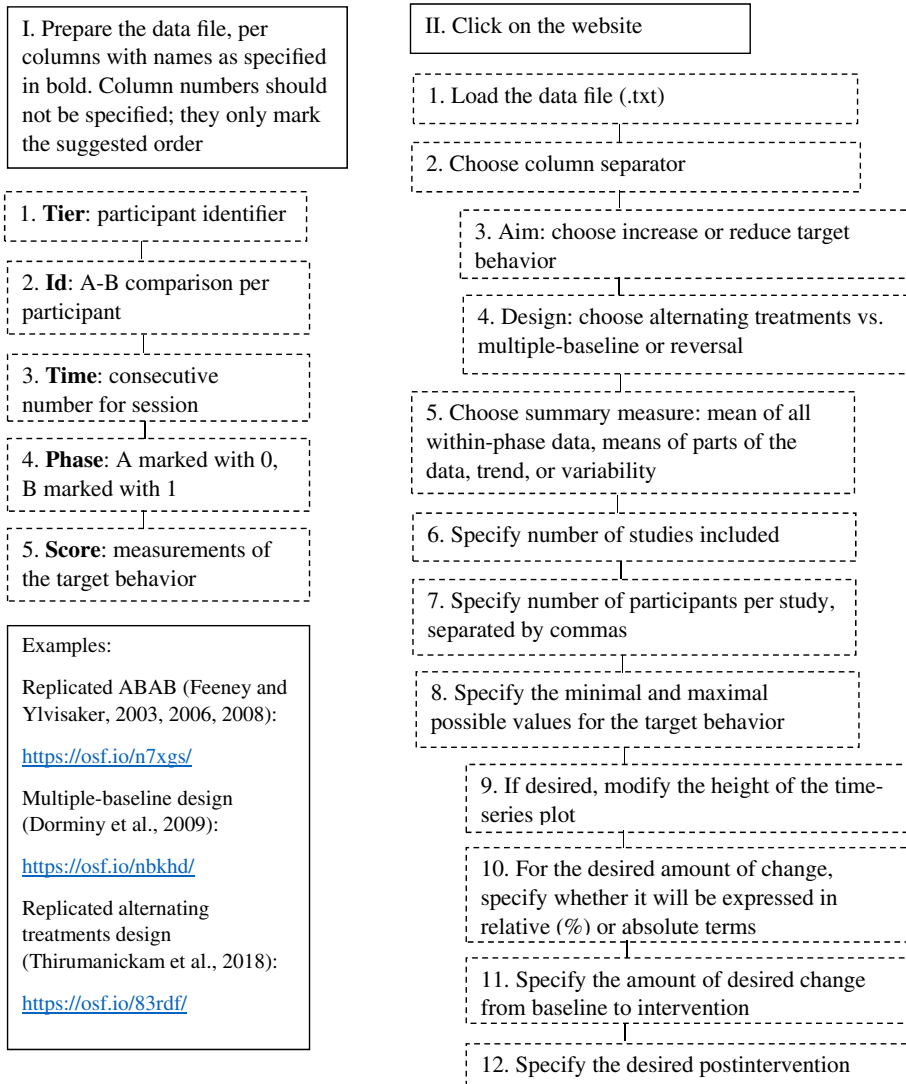 I. Prepare the data file, per
columns with names as specified
in bold. Column numbers should
not be specified; they only mark
the suggested order
1. Tier: participant identifier
2. Id: A-B comparison per
participant
3. Time: consecutive
number for session
4. Phase: A marked with 0,
B marked with 1
5. Score: measurements of
the target behavior
Examples:
Replicated ABAB (Feeney and
Ylvisaker, 2003, 2006, 2008):
https://osf.io/n7xgs/
Multiple-baseline design
(Dorminy et al., 2009):
https://osf.io/nbkhd/
Replicated alternating
treatments design
(Thirumanickam et al., 2018):
https://osf.io/83rdf/
II. Click on the website
1. Load the data file (.txt)
2. Choose column separator
3. Aim: choose increase or reduce target
behavior
4. Design: choose alternating treatments vs.
multiple-baseline or reversal
5. Choose summary measure: mean of all
within-phase data, means of parts of the
data, trend, or variability
6. Specify number of studies included
7. Specify number of participants per study,
separated by commas
8. Specify the minimal and maximal
possible values for the target behavior
9. If desired, modify the height of the time-
series plot
10. For the desired amount of change,
specify whether it will be expressed in
relative (%) or absolute terms
11. Specify the amount of desired change
from baseline to intervention
12. Specify the desired postintervention